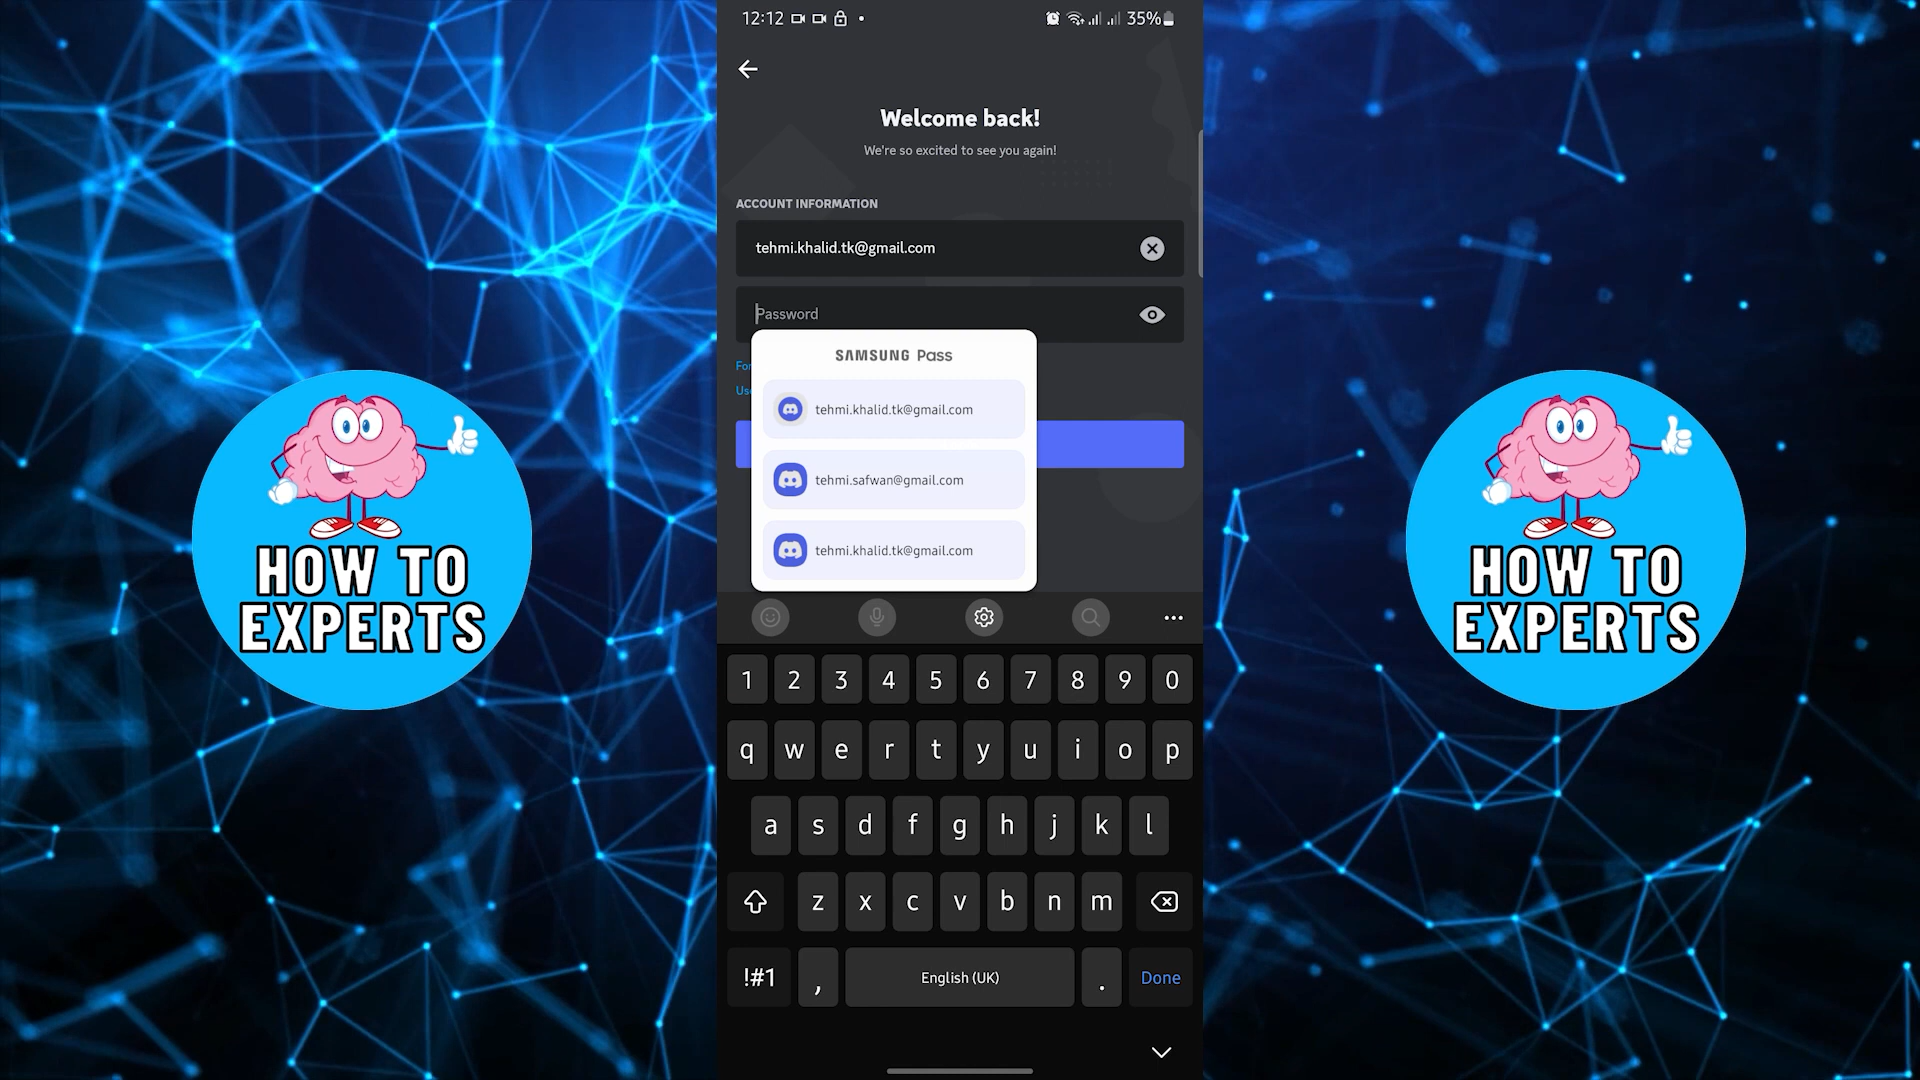 12:12
35%
Welcome back!
We're so excited to see you again!
ACCOUNT INFORMATION
tehmi.khalid.tk@gmail.com
Password
SAMSUNG Pass
tehmi.khalid.tk@gmail.com
tehmi.safwan@gmail.com
tehmi.khalid.tk@gmail.com
HOW TO
EXPERTS
HOW TO
EXPERTS
1 2 3 4 5 6 7 8 9 0
q w e r t y u i o p
a s d f g h j k l
z x c v b n m
!#1 , English (UK) . Done